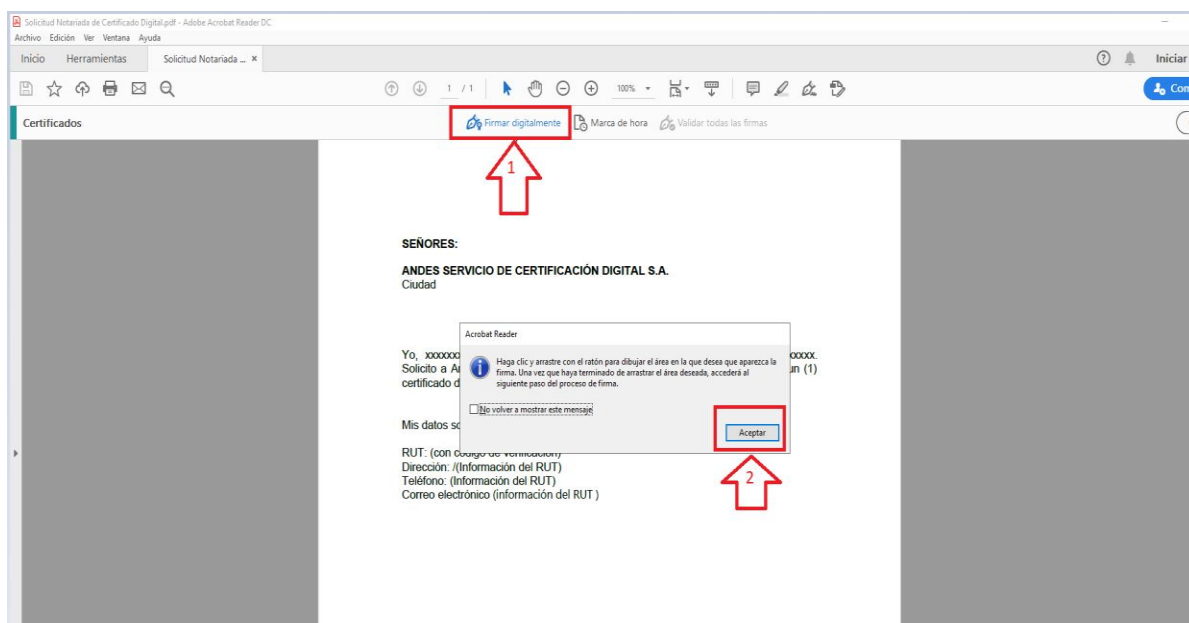 Solicitud Notariada de Certificado Digital.pdf - Adobe Acrobat Reader DC
Archivo Edición Ver Ventana Ayuda
Inicio Herramientas Solicitud Notariada ... × ? Iniciar
1 / 1 100%
Certificados Firmar digitalmente Marca de hora Validar todas las firmas
1
SEÑORES:
ANDES SERVICIO DE CERTIFICACIÓN DIGITAL S.A.
Ciudad
Acrobat Reader
Yo,
Haga clic y arrastre con el ratón para dibujar el área en la que desea que aparezca la
firma. Una vez que haya terminado de arrastrar el área deseada, accederá al
siguiente paso del proceso de firma.
Solicito a un (1)
certificado
No volver a mostrar este mensaje
Mis datos
Aceptar
RUT: (con código de verificación)
Dirección: /(Información del RUT)
Teléfono: (Información del RUT)
2
Correo electrónico (información del RUT )